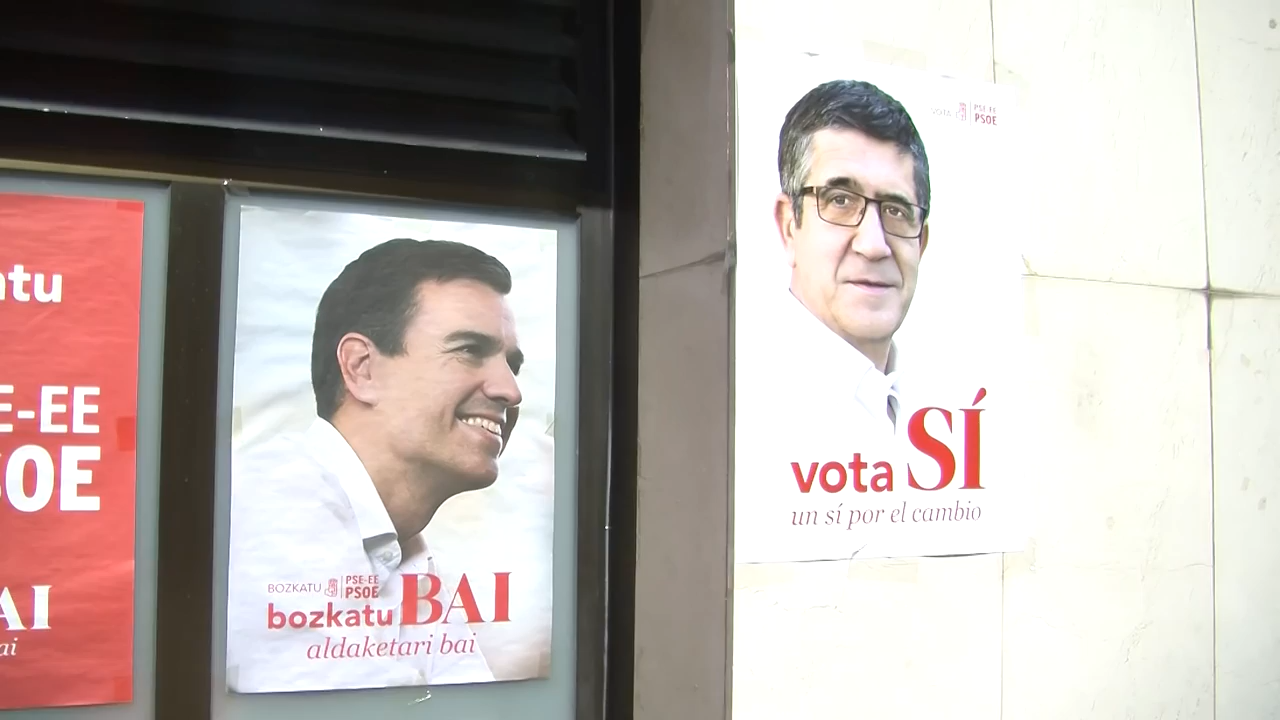 atu
E-EE
SOE
AI
ai
BOZKATU PSE-EE
PSOE
bozkatu BAI
aldaketari bai
VOTA PSE-EE
PSOE
vota SÍ
un sí por el cambio